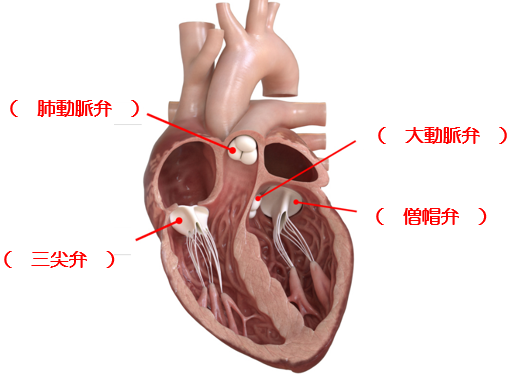 （　肺動脈弁　）
（　大動脈弁　）
（　僧帽弁　）
（　三尖弁　）